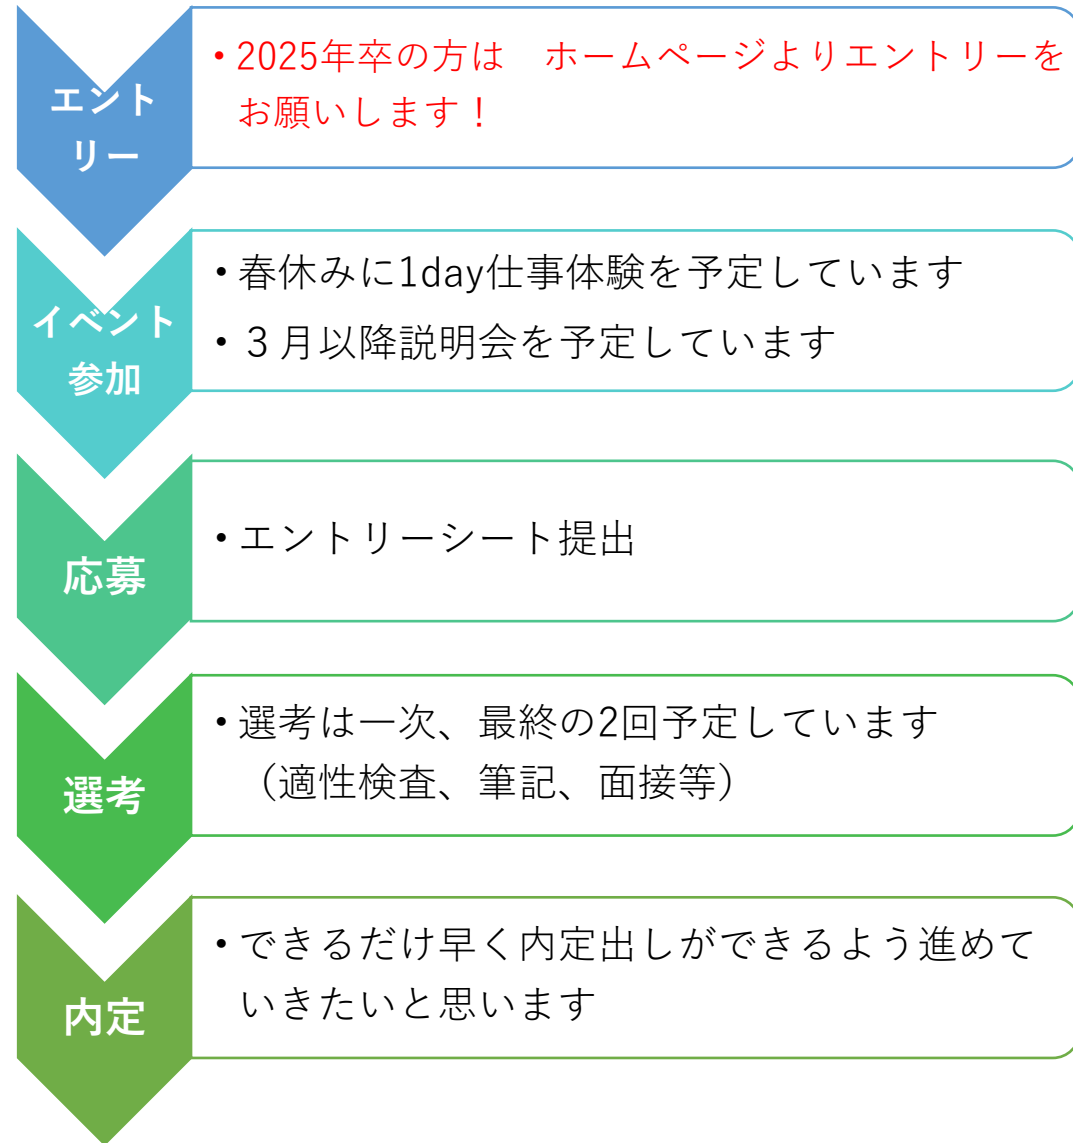 エント
リー
・2025年卒の方は　ホームページよりエントリーを
お願いします！
イベント
参加
・春休みに1day仕事体験を予定しています
・３月以降説明会を予定しています
応募
・エントリーシート提出
選考
・選考は一次、最終の2回予定しています
（適性検査、筆記、面接等）
内定
・できるだけ早く内定出しができるよう進めて
いきたいと思います